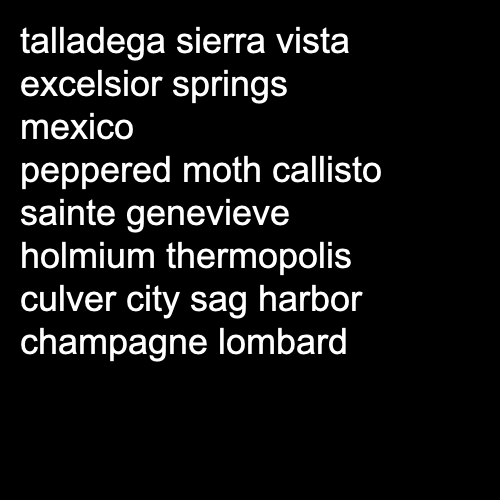 talladega sierra vista
excelsior springs
mexico
peppered moth callisto
sainte genevieve
holmium thermopolis
culver city sag harbor
champagne lombard